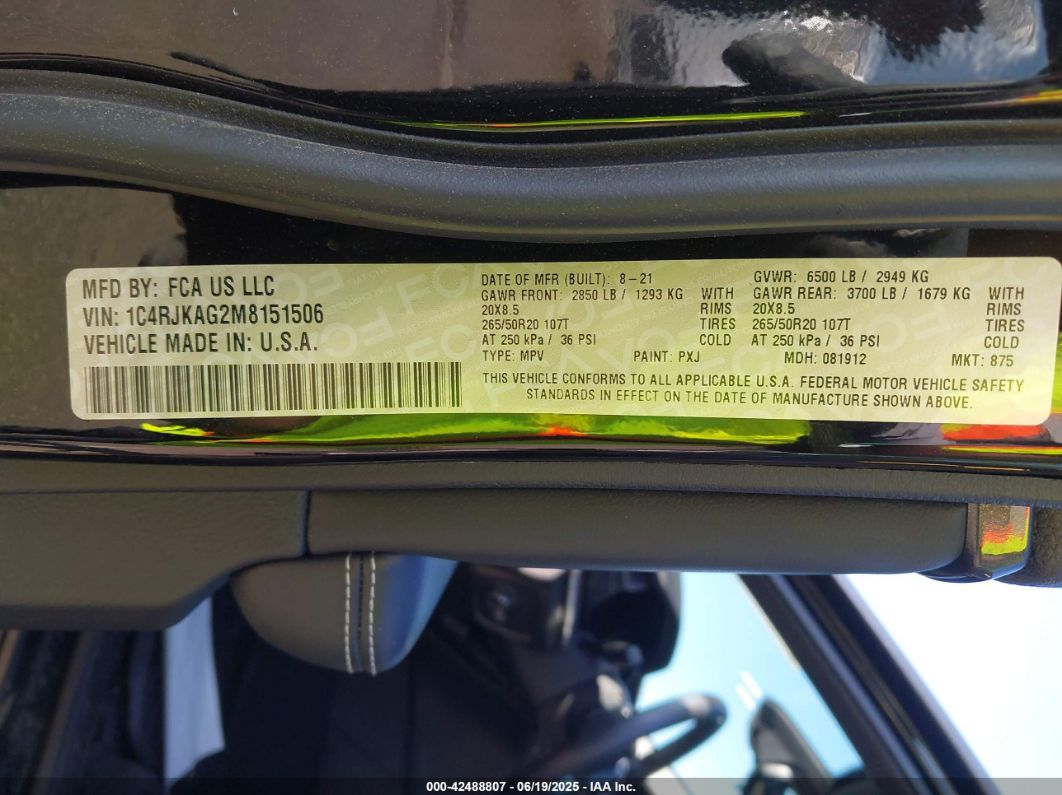 MFD BY: FCA US LLC
VIN: 1C4RJKAG2M8151506
VEHICLE MADE IN: U.S.A.
DATE OF MFR (BUILT): 8-21
GAWR FRONT: 2850 LB / 1293 KG WITH
20X8.5 RIMS
265/50R20 107T TIRES
AT 250 kPa / 36 PSI COLD
GVWR: 6500 LB / 2949 KG
GAWR REAR: 3700 LB / 1679 KG WITH
20X8.5 RIMS
265/50R20 107T TIRES
AT 250 kPa / 36 PSI COLD
TYPE: MPV PAINT: PXJ MDH: 081912 MKT: 875
THIS VEHICLE CONFORMS TO ALL APPLICABLE U.S.A. FEDERAL MOTOR VEHICLE SAFETY
STANDARDS IN EFFECT ON THE DATE OF MANUFACTURE SHOWN ABOVE.
000-42488807 - 06/19/2025 - IAA Inc.